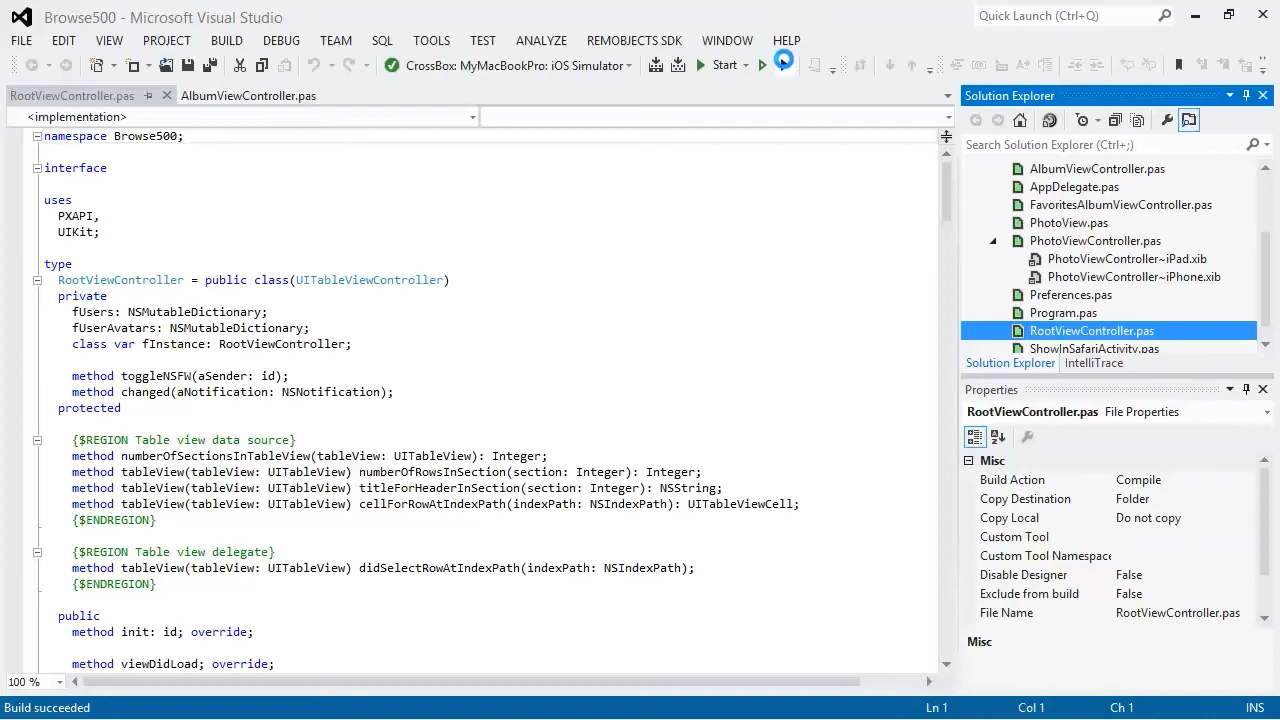 Browse500 - Microsoft Visual Studio
Quick Launch (Ctrl+Q)
FILE EDIT VIEW PROJECT BUILD DEBUG TEAM SQL TOOLS TEST ANALYZE REMOBJECTS SDK WINDOW HELP
CrossBox: MyMacBookPro: iOS Simulator Start
RootViewController.pas AlbumViewController.pas
<implementation>
namespace Browse500;
interface
uses
PXAPI,
UIKit;
type
RootViewController = public class(UITableViewController)
private
fUsers: NSMutableDictionary;
fUserAvatars: NSMutableDictionary;
class var fInstance: RootViewController;
method toggleNSFW(aSender: id);
method changed(aNotification: NSNotification);
protected
{$REGION Table view data source}
method numberOfSectionsInTableView(tableView: UITableView): Integer;
method tableView(tableView: UITableView) numberOfRowsInSection(section: Integer): Integer;
method tableView(tableView: UITableView) titleForHeaderInSection(section: Integer): NSString;
method tableView(tableView: UITableView) cellForRowAtIndexPath(indexPath: NSIndexPath): UITableViewCell;
{$ENDREGION}
{$REGION Table view delegate}
method tableView(tableView: UITableView) didSelectRowAtIndexPath(indexPath: NSIndexPath);
{$ENDREGION}
public
method init: id; override;
method viewDidLoad; override;
100 %
Solution Explorer
Search Solution Explorer (Ctrl+;)
AlbumViewController.pas
AppDelegate.pas
FavoritesAlbumViewController.pas
PhotoView.pas
PhotoViewController.pas
PhotoViewController~iPad.xib
PhotoViewController~iPhone.xib
Preferences.pas
Program.pas
RootViewController.pas
ShowInSafariActivity.pas
Solution Explorer IntelliTrace
Properties
RootViewController.pas File Properties
Misc
Build Action Compile
Copy Destination Folder
Copy Local Do not copy
Custom Tool
Custom Tool Namespace
Disable Designer False
Exclude from build False
File Name RootViewController.pas
Misc
Build succeeded Ln 1 Col 1 Ch 1 INS